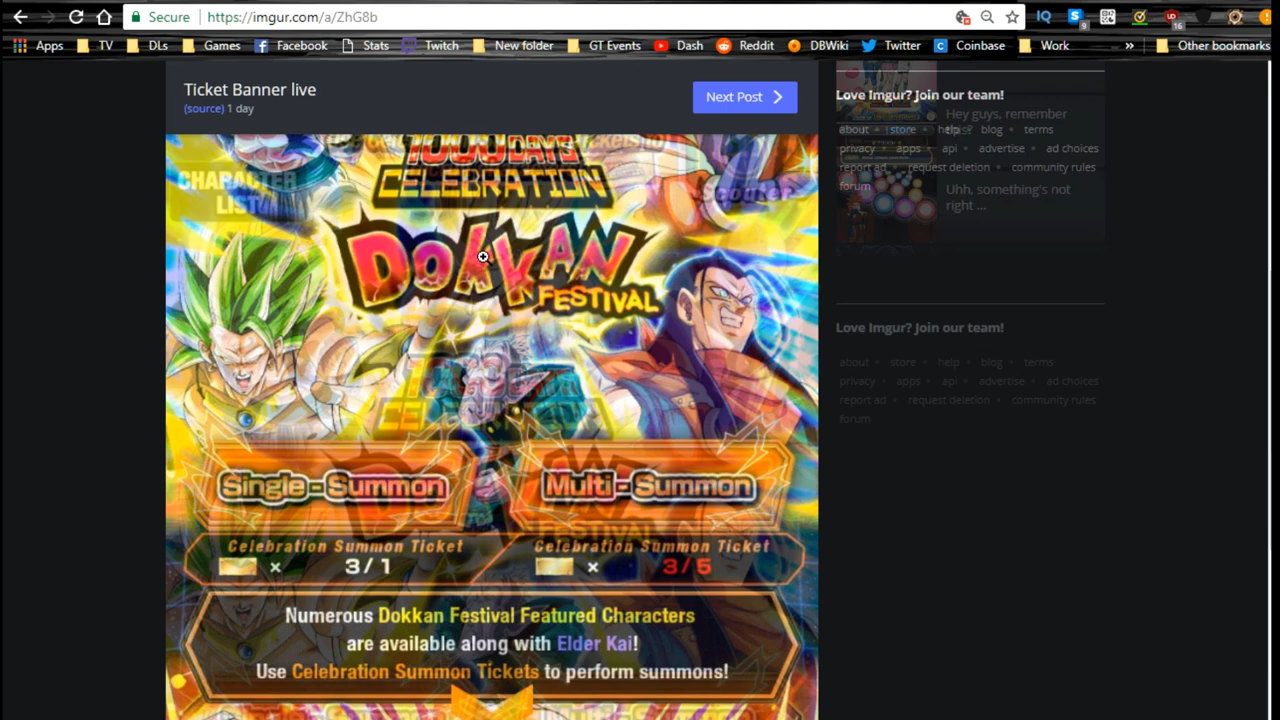 Secure https://imgur.com/a/ZhG8b
Apps TV DLs Games Facebook Stats Twitch New folder GT Events Dash Reddit DBWiki Twitter Coinbase Work » Other bookmarks
Ticket Banner live
(source) 1 day
Next Post
1000 DAYS
CELEBRATION
CHARACTER
LIST
Scouter
DOKKAN
FESTIVAL
Single-Summon
Multi-Summon
Celebration Summon Ticket
× 3/1
Celebration Summon Ticket
× 3/5
Numerous Dokkan Festival Featured Characters
are available along with Elder Kai!
Use Celebration Summon Tickets to perform summons!
Love Imgur? Join our team!
Hey guys, remember
about store help blog terms
privacy apps api advertise ad choices
report ad request deletion community rules
forum
Uhh, something's not
right ...
Love Imgur? Join our team!
about store help blog terms
privacy apps api advertise ad choices
report ad request deletion community rules
forum